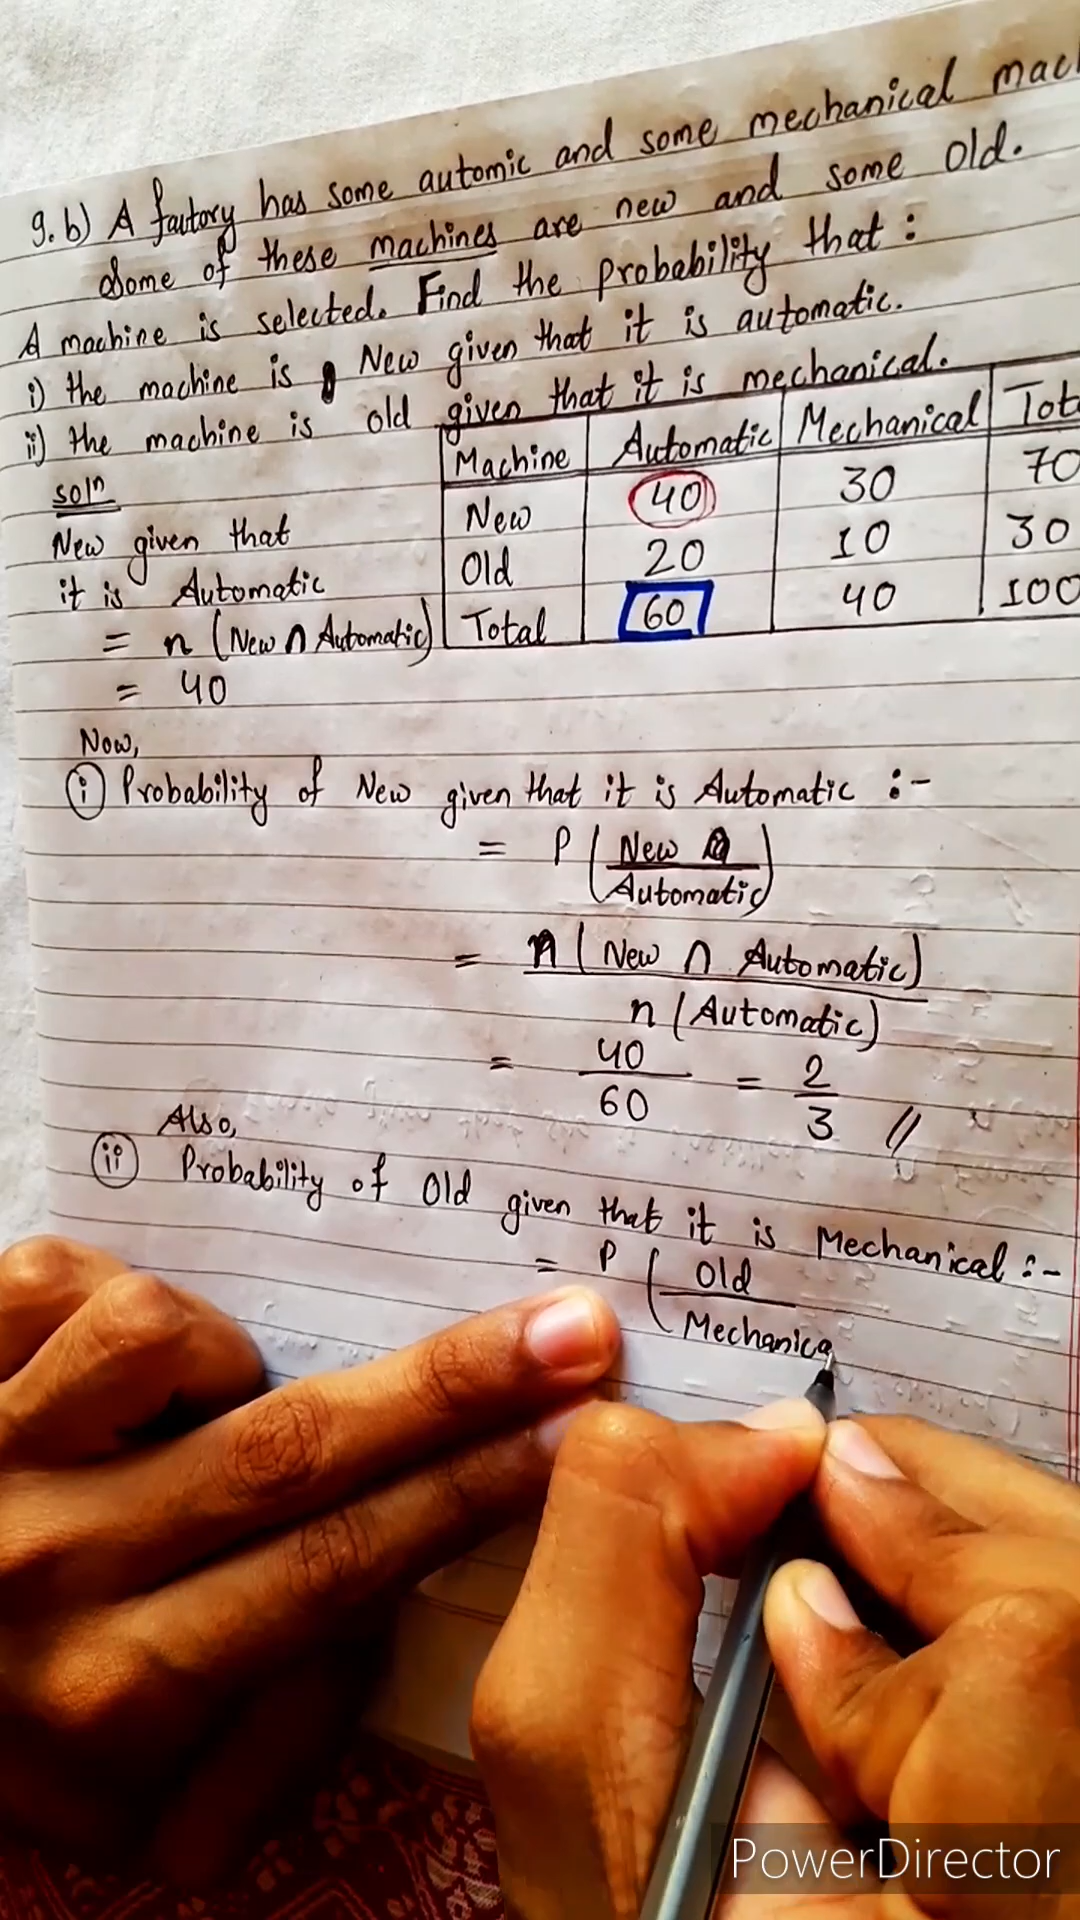 9. b) A factory has some automic and some mechanical mac
Some of these machines are new and some old.
A machine is selected. Find the probability that :
i) the machine is New given that it is automatic.
ii) the machine is old given that it is mechanical.
Machine Automatic Mechanical Tot
New 40 30 70
Old 20 10 30
Total 60 40 100
soln
New given that
it is Automatic
= n (New ∩ Automatic)
= 40
Now,
(i) Probability of New given that it is Automatic :-
= P (New
Automatic)
= n (New ∩ Automatic)
n (Automatic)
= 40 = 2
60 3 //
Also,
(ii) Probability of Old given that it is Mechanical :-
= P (Old
Mechanica
PowerDirector